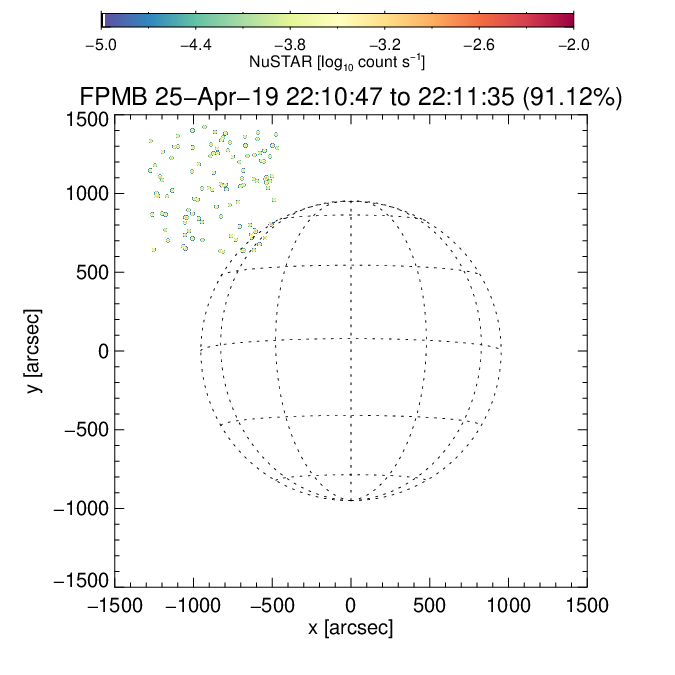 −5.0 −4.4 −3.8 −3.2 −2.6 −2.0
NuSTAR [log₁₀ count s⁻¹]
FPMB 25−Apr−19 22:10:47 to 22:11:35 (91.12%)
1500
1000
500
0
−500
−1000
−1500
y [arcsec]
−1500 −1000 −500 0 500 1000 1500
x [arcsec]